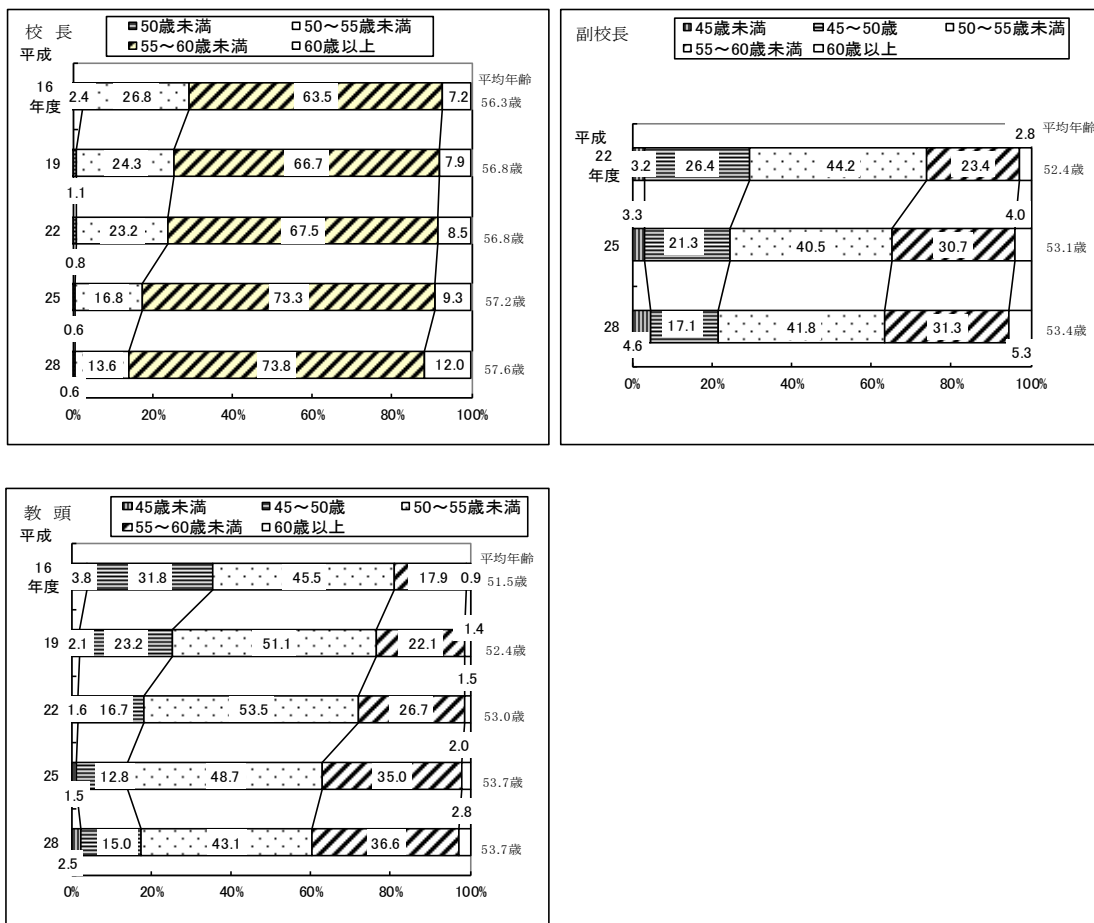 校 長
50歳未満 50～55歳未満
55～60歳未満 60歳以上
平成
平均年齢
16
年度
2.4 26.8 63.5 7.2 56.3歳
19 24.3 66.7 7.9 56.8歳
1.1
22 23.2 67.5 8.5 56.8歳
0.8
25 16.8 73.3 9.3 57.2歳
0.6
28 13.6 73.8 12.0 57.6歳
0.6
0% 20% 40% 60% 80% 100%
副校長
45歳未満 45～50歳 50～55歳未満
55～60歳未満 60歳以上
平成
2.8 平均年齢
22
年度
3.2 26.4 44.2 23.4 52.4歳
3.3 4.0
25 21.3 40.5 30.7 53.1歳
28 17.1 41.8 31.3 53.4歳
4.6 5.3
0% 20% 40% 60% 80% 100%
教 頭
45歳未満 45～50歳 50～55歳未満
55～60歳未満 60歳以上
平成
平均年齢
16
年度
3.8 31.8 45.5 17.9 0.9 51.5歳
1.4
19 2.1 23.2 51.1 22.1 52.4歳
1.5
22 1.6 16.7 53.5 26.7 53.0歳
2.0
25 12.8 48.7 35.0 53.7歳
1.5 2.8
28 15.0 43.1 36.6 53.7歳
2.5
0% 20% 40% 60% 80% 100%